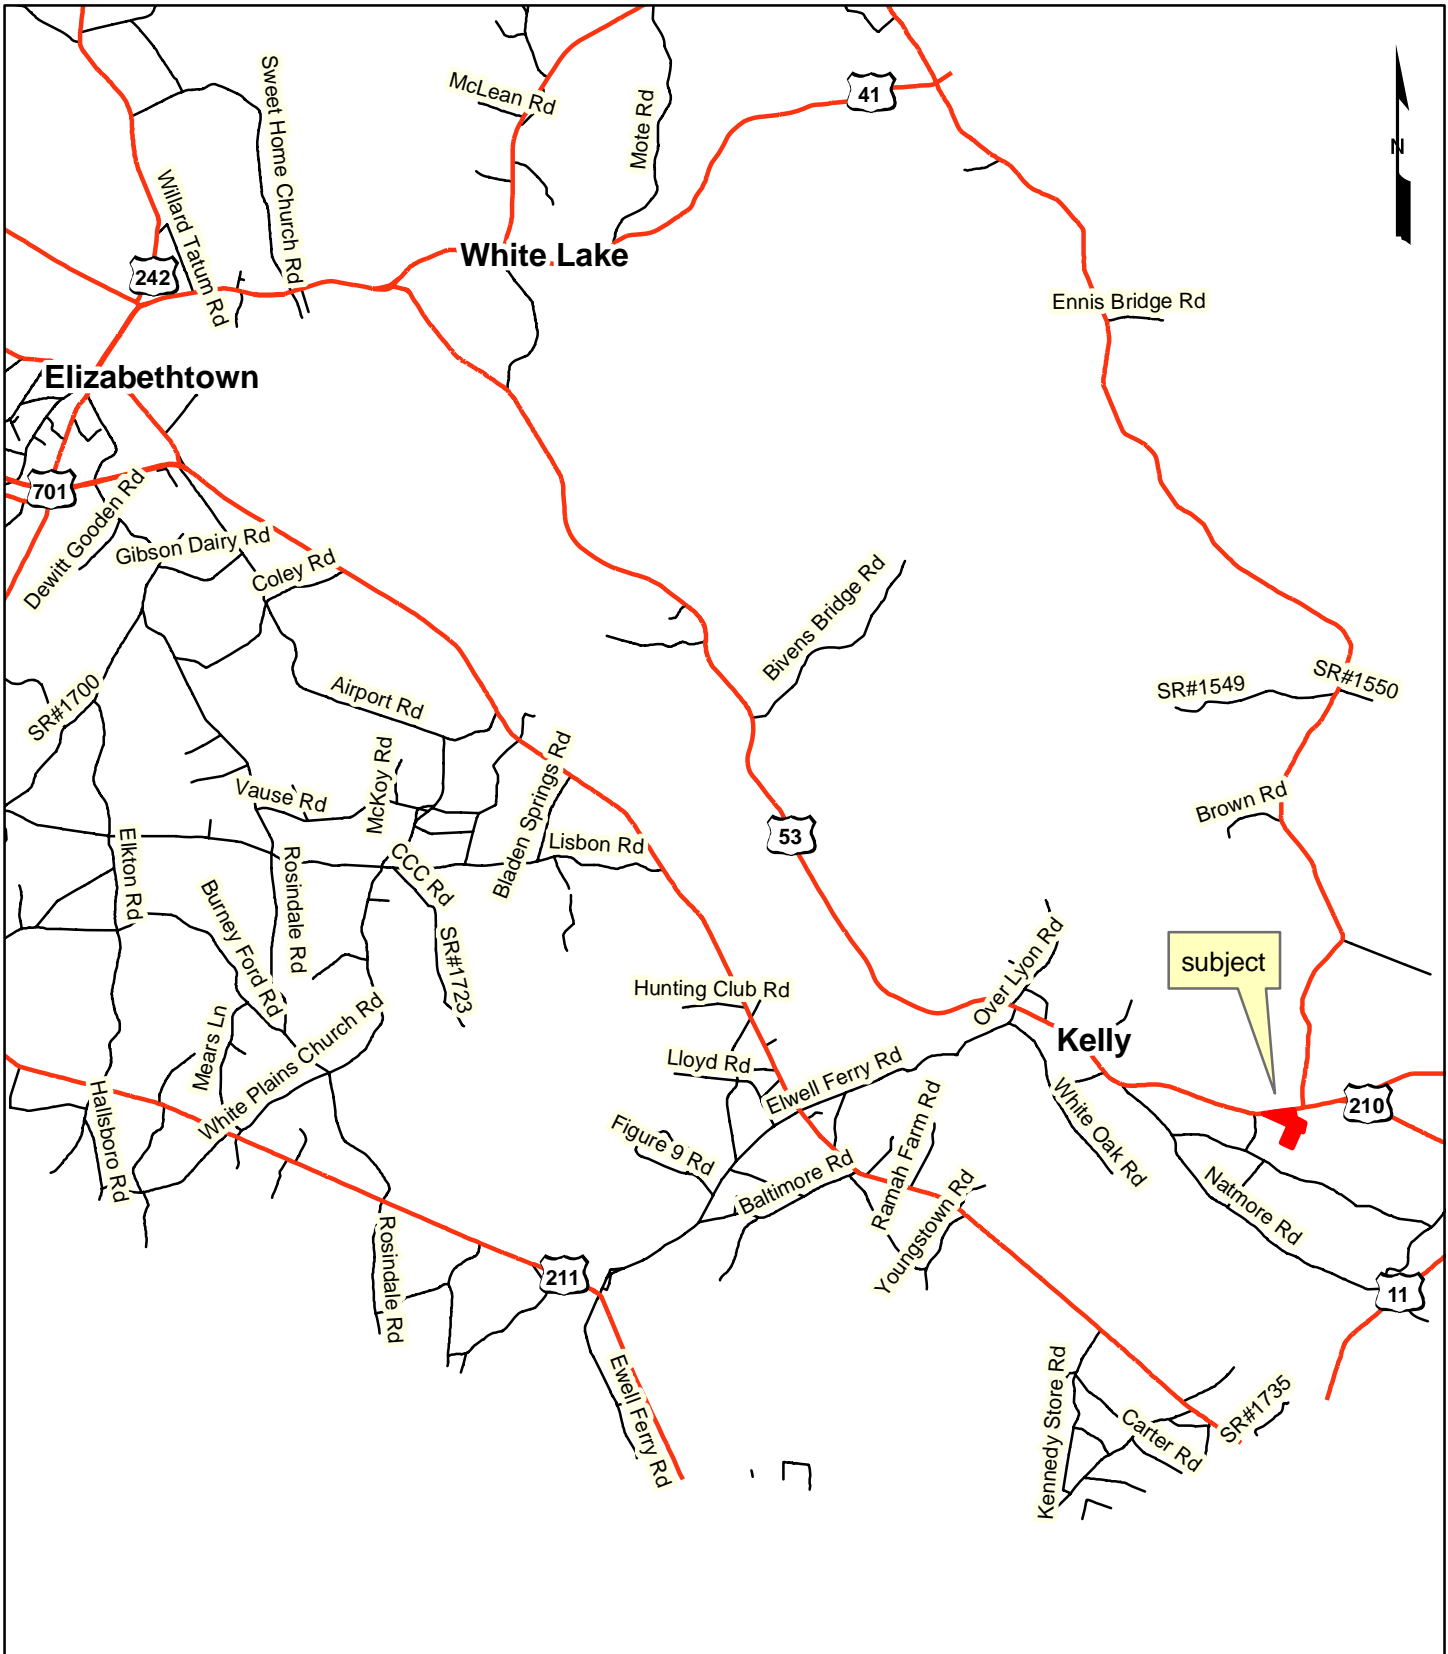 Sweet Home Church Rd
McLean Rd
Mote Rd
41
N
Willard Tatum Rd
White Lake
242
Ennis Bridge Rd
Elizabethtown
701
Dewitt Gooden Rd
Gibson Dairy Rd
Coley Rd
Bivens Bridge Rd
SR#1700
Airport Rd
SR#1549
SR#1550
McKoy Rd
Bladen Springs Rd
Vause Rd
Brown Rd
53
Lisbon Rd
Elkton Rd
Rosindale Rd
CCC Rd
Burney Ford Rd
SR#1723
Over Lyon Rd
subject
Hunting Club Rd
Mears Ln
White Plains Church Rd
Kelly
Lloyd Rd
Elwell Ferry Rd
Hallsboro Rd
White Oak Rd
210
Figure 9 Rd
Ramah Farm Rd
Baltimore Rd
Youngstown Rd
Natmore Rd
Rosindale Rd
211
11
Ewell Ferry Rd
Kennedy Store Rd
Carter Rd
SR#1735